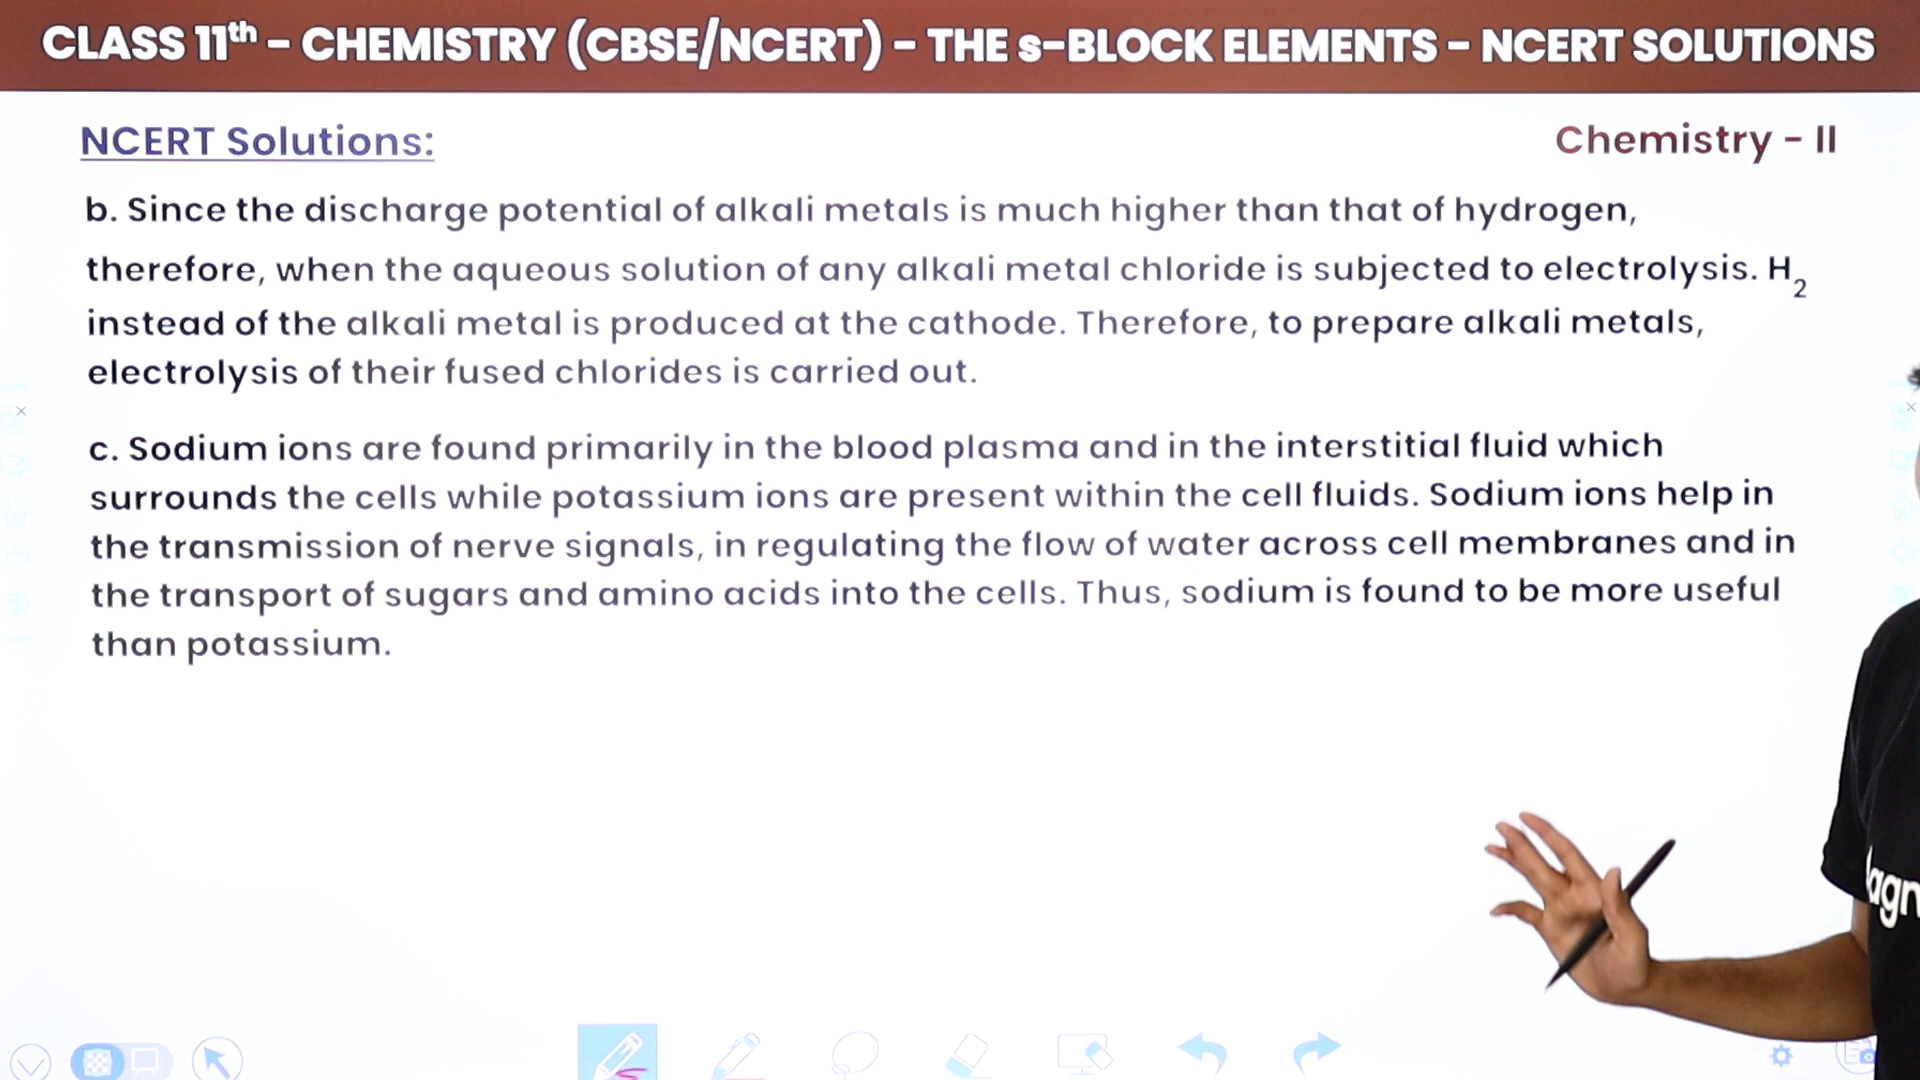 CLASS 11th - CHEMISTRY (CBSE/NCERT) - THE s-BLOCK ELEMENTS - NCERT SOLUTIONS
NCERT Solutions:
Chemistry - II
b. Since the discharge potential of alkali metals is much higher than that of hydrogen,
therefore, when the aqueous solution of any alkali metal chloride is subjected to electrolysis. H2
instead of the alkali metal is produced at the cathode. Therefore, to prepare alkali metals,
electrolysis of their fused chlorides is carried out.
c. Sodium ions are found primarily in the blood plasma and in the interstitial fluid which
surrounds the cells while potassium ions are present within the cell fluids. Sodium ions help in
the transmission of nerve signals, in regulating the flow of water across cell membranes and in
the transport of sugars and amino acids into the cells. Thus, sodium is found to be more useful
than potassium.
agn